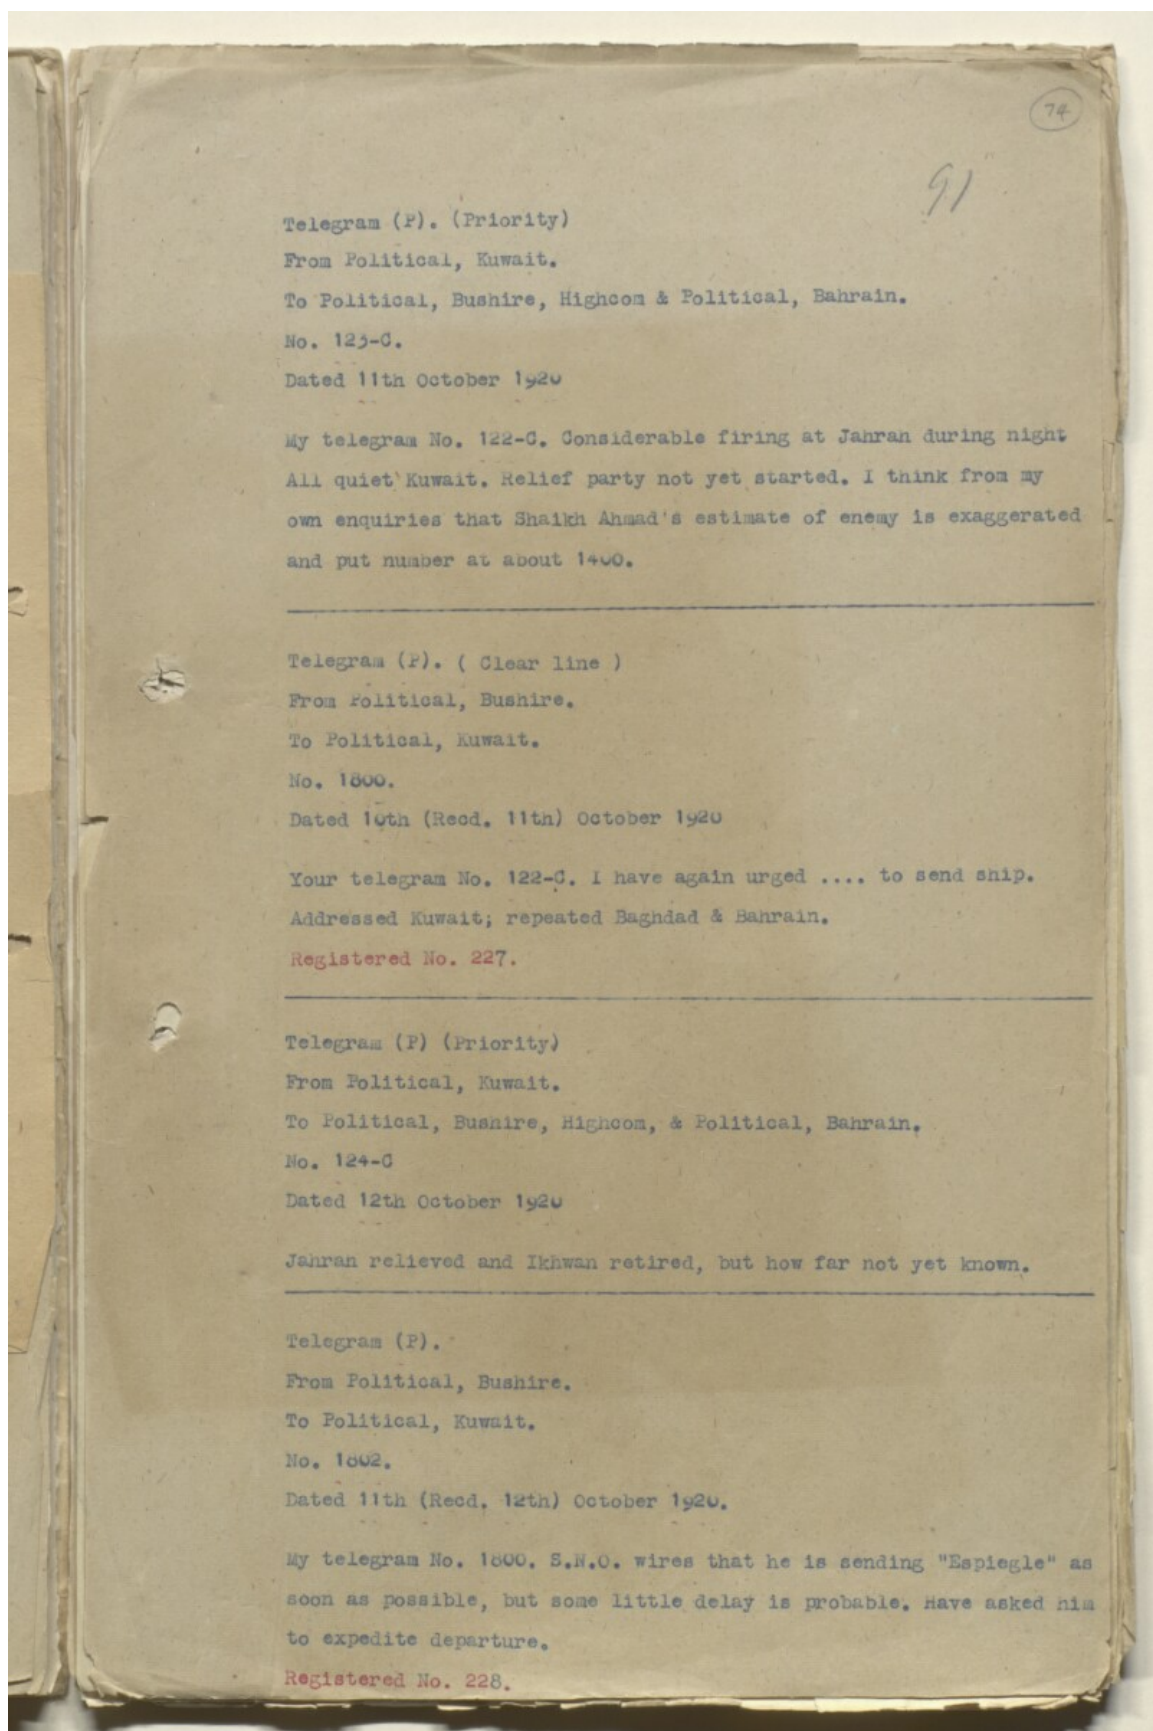 74
91
Telegram (P). (Priority)
From Political, Kuwait.
To Political, Bushire, Highcom & Political, Bahrain.
No. 123-C.
Dated 11th October 1920
My telegram No. 122-C. Considerable firing at Jahrah during night
All quiet Kuwait. Relief party not yet started. I think from my
own enquiries that Shaikh Ahmad's estimate of enemy is exaggerated
and put number at about 1400.
Telegram (P). ( Clear line )
From Political, Bushire.
To Political, Kuwait.
No. 1800.
Dated 10th (Recd. 11th) October 1920
Your telegram No. 122-C. I have again urged .... to send ship.
Addressed Kuwait; repeated Baghdad & Bahrain.
Registered No. 227.
Telegram (P) (Priority)
From Political, Kuwait.
To Political, Bushire, Highcom, & Political, Bahrain.
No. 124-C
Dated 12th October 1920
Jahrah relieved and Ikhwan retired, but how far not yet known.
Telegram (P).
From Political, Bushire.
To Political, Kuwait.
No. 1802.
Dated 11th (Recd. 12th) October 1920.
My telegram No. 1800. S.N.O. wires that he is sending "Espiegle" as
soon as possible, but some little delay is probable. Have asked him
to expedite departure.
Registered No. 228.